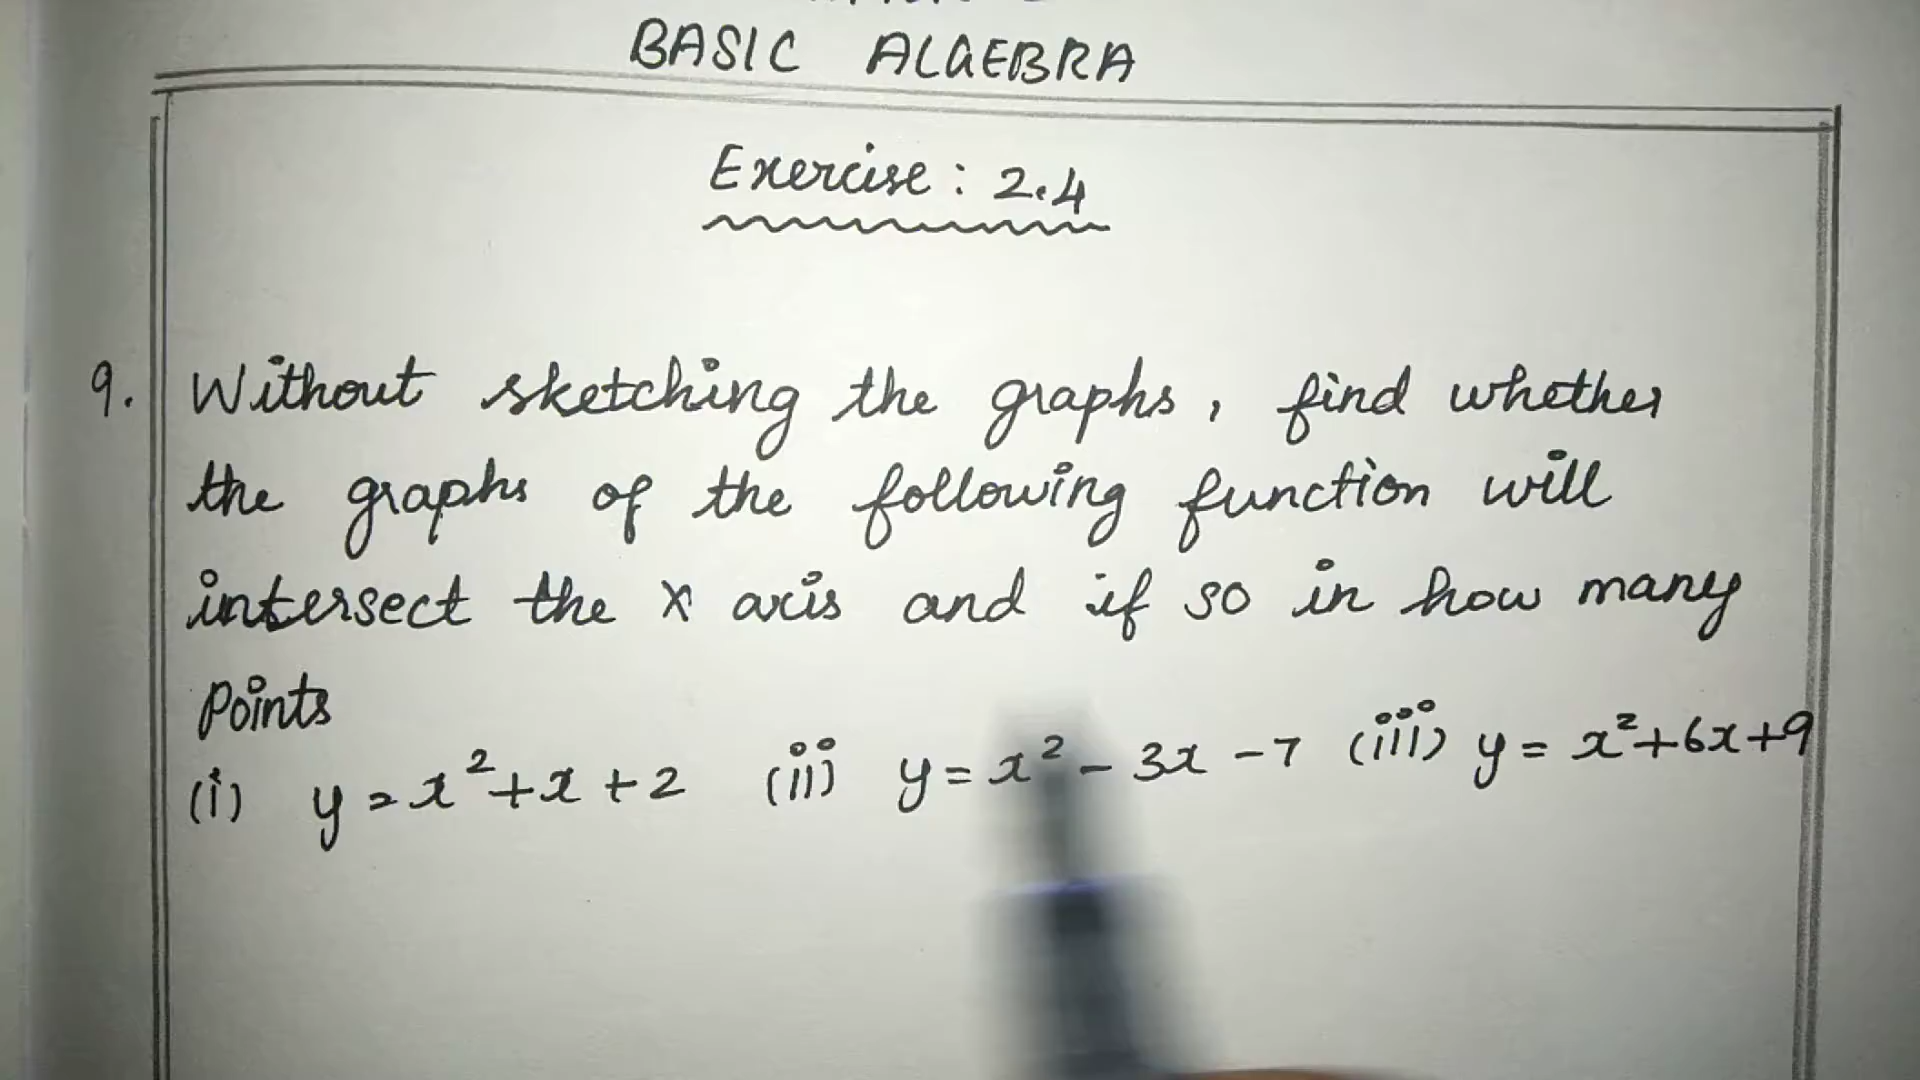 BASIC ALGEBRA
Exercise: 2.4
9. Without sketching the graphs, find whether
the graphs of the following function will
intersect the x axis and if so in how many
Points
(i) y = x²+x+2 (ii) y = x² - 3x - 7 (iii) y = x²+6x+9